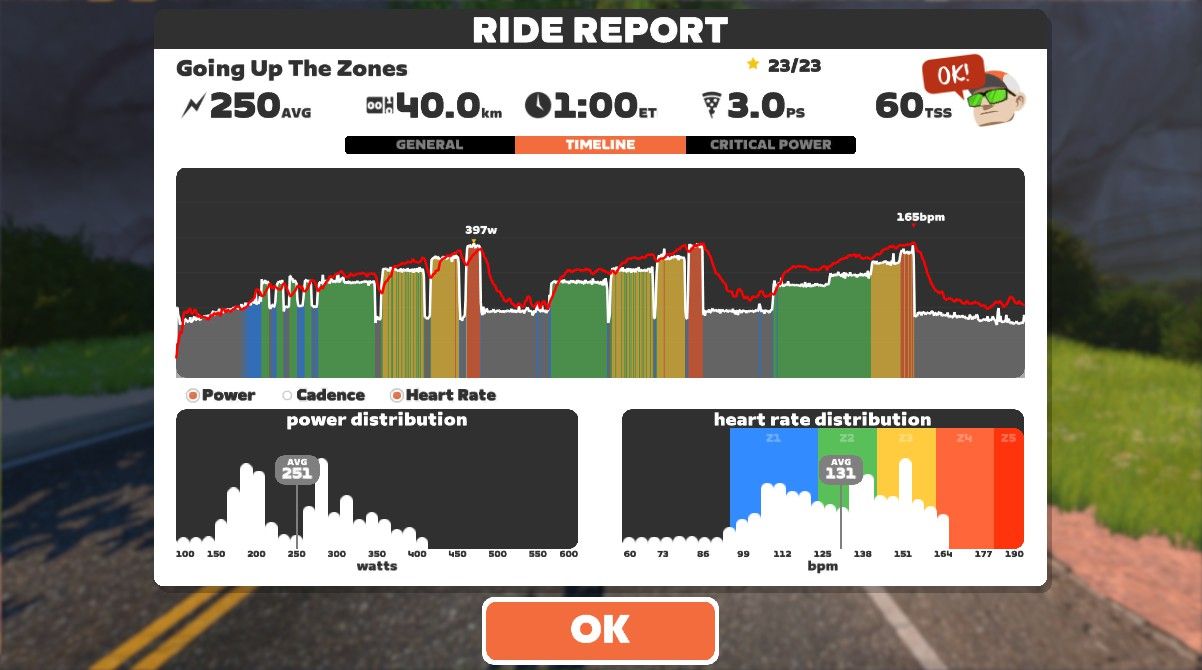 RIDE REPORT
Going Up The Zones
23/23
OK!
250AVG
40.0km
1:00ET
3.0PS
60TSS
GENERAL
TIMELINE
CRITICAL POWER
397w
165bpm
Power
Cadence
Heart Rate
power distribution
AVG
251
100 150 200 250 300 350 400 450 500 550 600
watts
heart rate distribution
Z1 Z2 Z3 Z4 Z5
AVG
131
60 73 86 99 112 125 138 151 164 177 190
bpm
OK